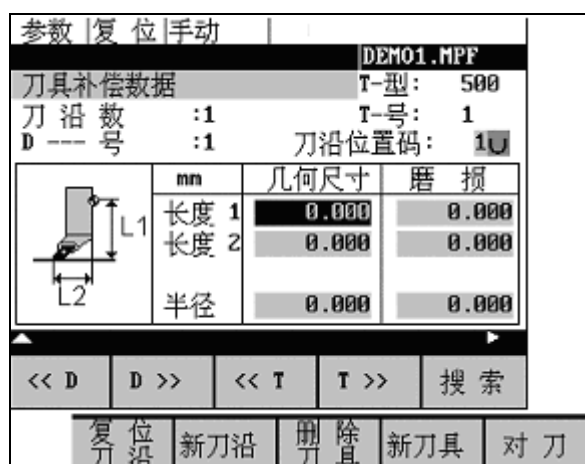 参数 复 位 手动
DEMO1.MPF
刀具补偿数据 T-型: 500
刀 沿 数 :1 T-号: 1
D --- 号 :1 刀沿位置码: 1
mm 几何尺寸 磨 损
L1
长度 1 0.000 0.000
长度 2 0.000 0.000
L2
半径 0.000 0.000
<< D D >> << T T >> 搜 索
复 位 刀 沿 新刀沿 删 除 刀 具 新刀具 对 刀